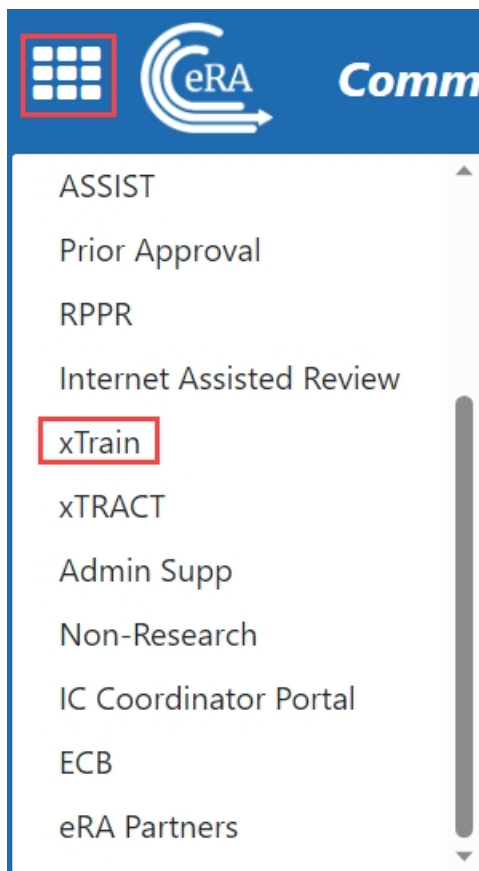 eRA
Comm
ASSIST
Prior Approval
RPPR
Internet Assisted Review
xTrain
xTRACT
Admin Supp
Non-Research
IC Coordinator Portal
ECB
eRA Partners